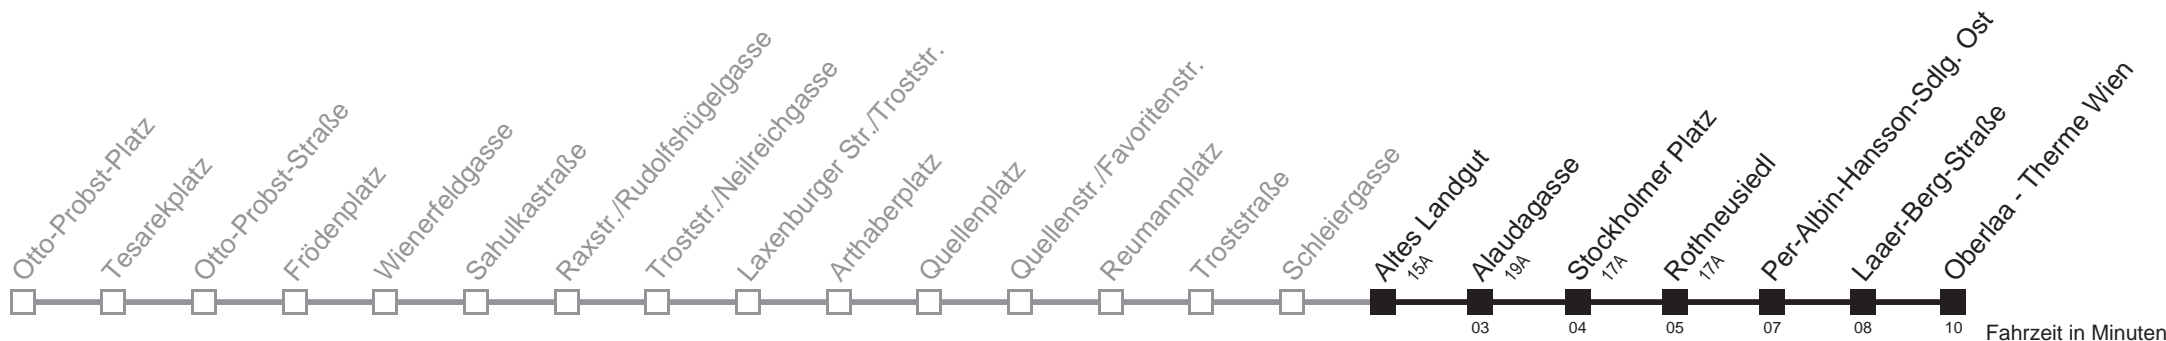 Otto-Probst-Platz
Tesarekplatz
Otto-Probst-Straße
Frödenplatz
Wienerfeldgasse
Sahulkastraße
Raxstr./Rudolfshügelgasse
Troststr./Neilreichgasse
Laxenburger Str./Troststr.
Arthaberplatz
Quellenplatz
Quellenstr./Favoritenstr.
Reumannplatz
Troststraße
Schleiergasse
Altes Landgut
15A
Alaudagasse
19A
Stockholmer Platz
17A
Rothneusiedl
17A
Per-Albin-Hansson-Sdlg. Ost
Laaer-Berg-Straße
Oberlaa - Therme Wien
03
04
05
07
08
10
Fahrzeit in Minuten